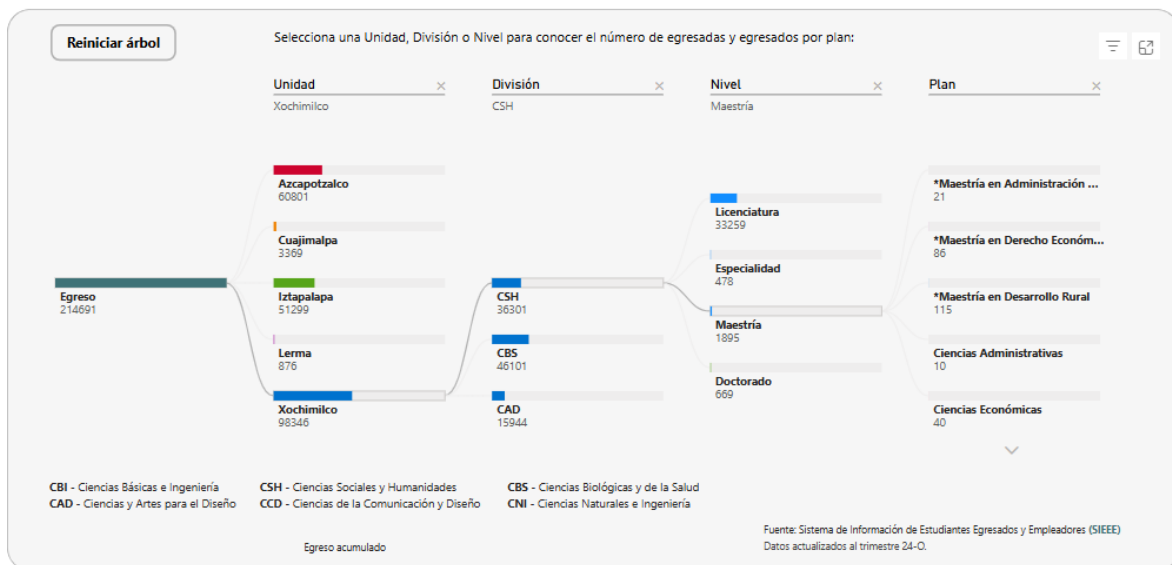 Reiniciar árbol
Selecciona una Unidad, División o Nivel para conocer el número de egresadas y egresados por plan:
Unidad
Xochimilco
División
CSH
Nivel
Maestría
Plan
Egreso
214691
Azcapotzalco
60801
Cuajimalpa
3369
Iztapalapa
51299
Lerma
876
Xochimilco
98346
CSH
36301
CBS
46101
CAD
15944
Licenciatura
33259
Especialidad
478
Maestría
1895
Doctorado
669
*Maestría en Administración ...
21
*Maestría en Derecho Económ...
86
*Maestría en Desarrollo Rural
115
Ciencias Administrativas
10
Ciencias Económicas
40
CBI - Ciencias Básicas e Ingeniería
CSH - Ciencias Sociales y Humanidades
CBS - Ciencias Biológicas y de la Salud
CAD - Ciencias y Artes para el Diseño
CCD - Ciencias de la Comunicación y Diseño
CNI - Ciencias Naturales e Ingeniería
Egreso acumulado
Fuente: Sistema de Información de Estudiantes Egresados y Empleadores (SIEEE)
Datos actualizados al trimestre 24-O.